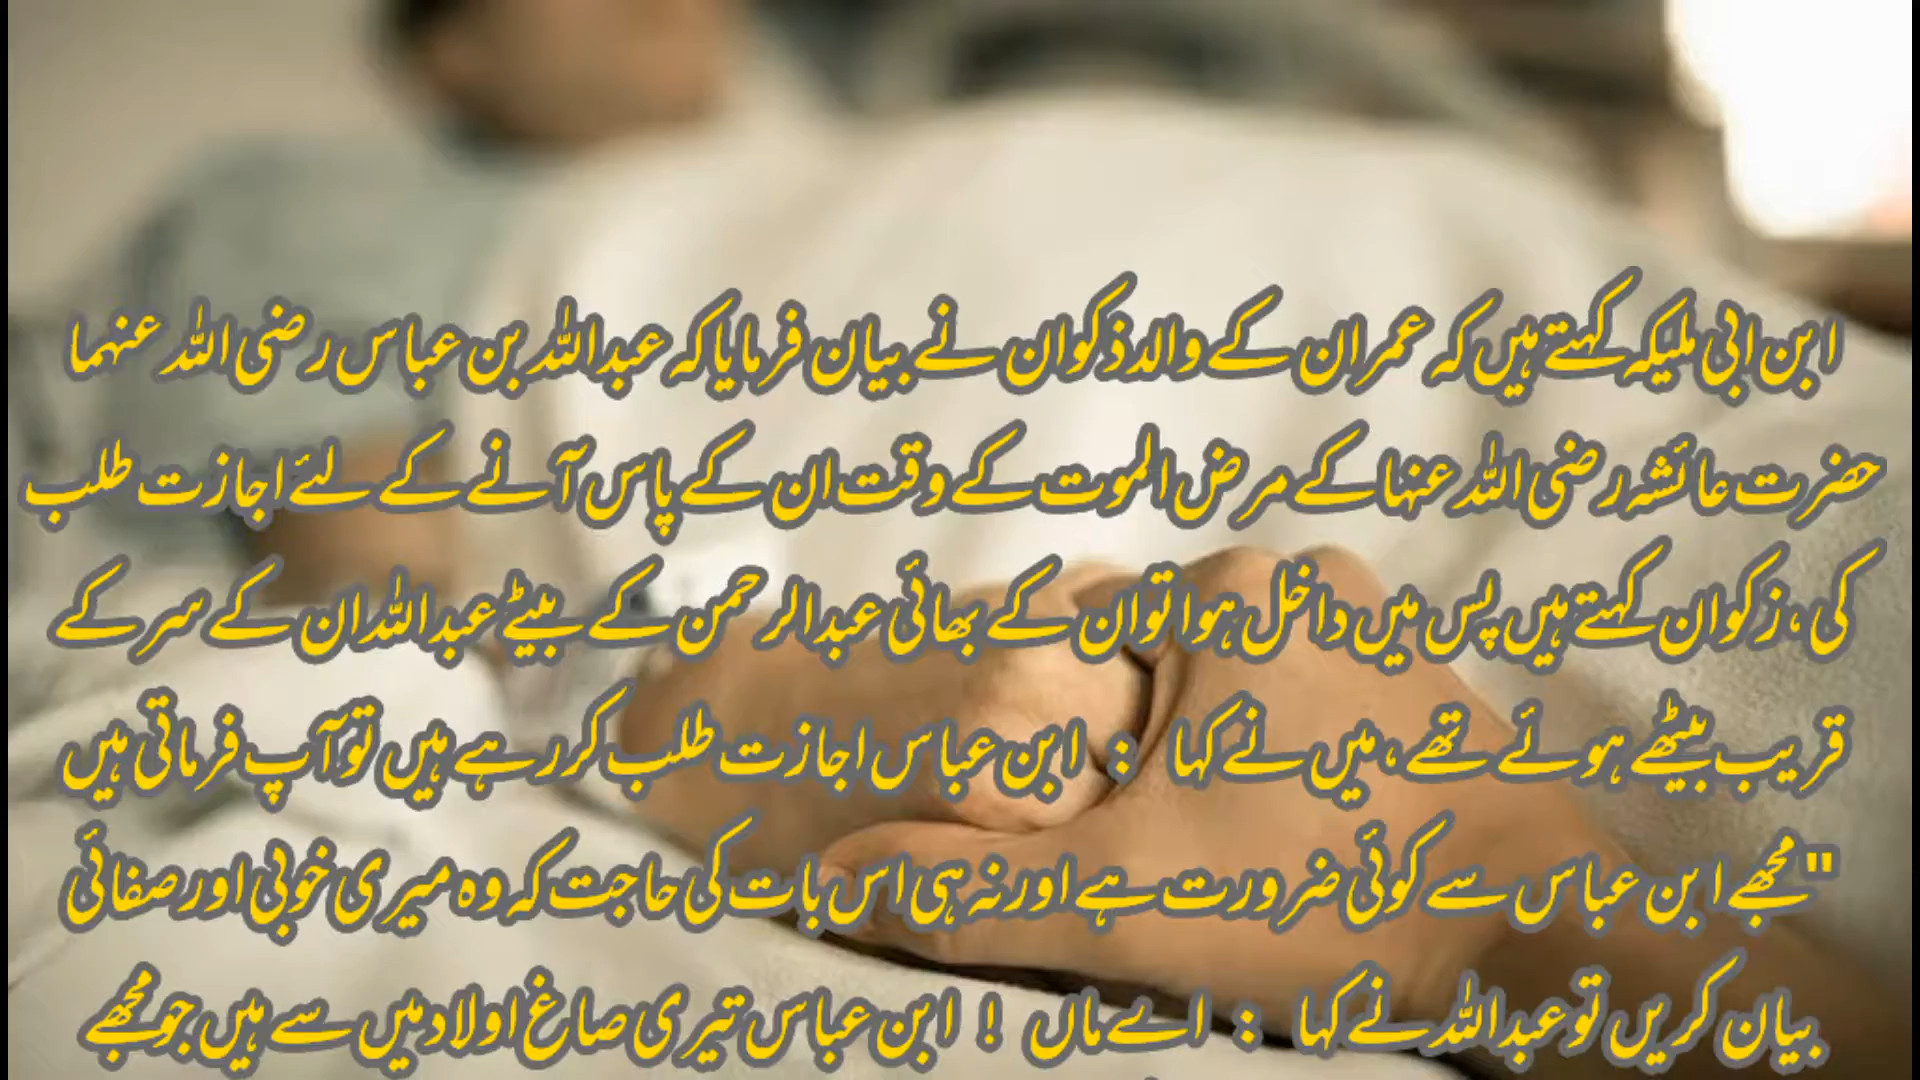 ابن ابی ملیکہ کہتے ہیں کہ عمران کے والد ذکوان نے بیان فرمایا کہ عبداللہ بن عباس رضی اللہ عنہما
حضرت عائشہ رضی اللہ عنہا کے مرض الموت کے وقت ان کے پاس آنے کے لئے اجازت طلب
کی، زکوان کہتے ہیں پس میں داخل ہوا تو ان کے بھائی عبدالرحمن کے بیٹے عبداللہ ان کے سر کے
قریب بیٹھے ہوئے تھے، میں نے کہا : ابن عباس اجازت طلب کر رہے ہیں تو آپ فرماتی ہیں
"مجھے ابن عباس سے کوئی ضرورت ہے اور نہ ہی اس بات کی حاجت کہ وہ میری خوبی اور صفائی
بیان کریں تو عبداللہ نے کہا : اے ماں ! ابن عباس تیری صاغ اولاد میں سے ہیں جو مجھے